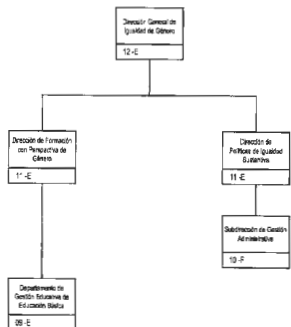 Dirección General de
Igualdad de Género
12 -E
Dirección de Formación
con Perspectiva de
Género
11 -E
Dirección de
Políticas de Igualdad
Sustantiva
11 -E
Subdirección de Gestión
Administrativa
10 -F
Departamento de
Gestión Educativa de
Educación Básica
09 -E